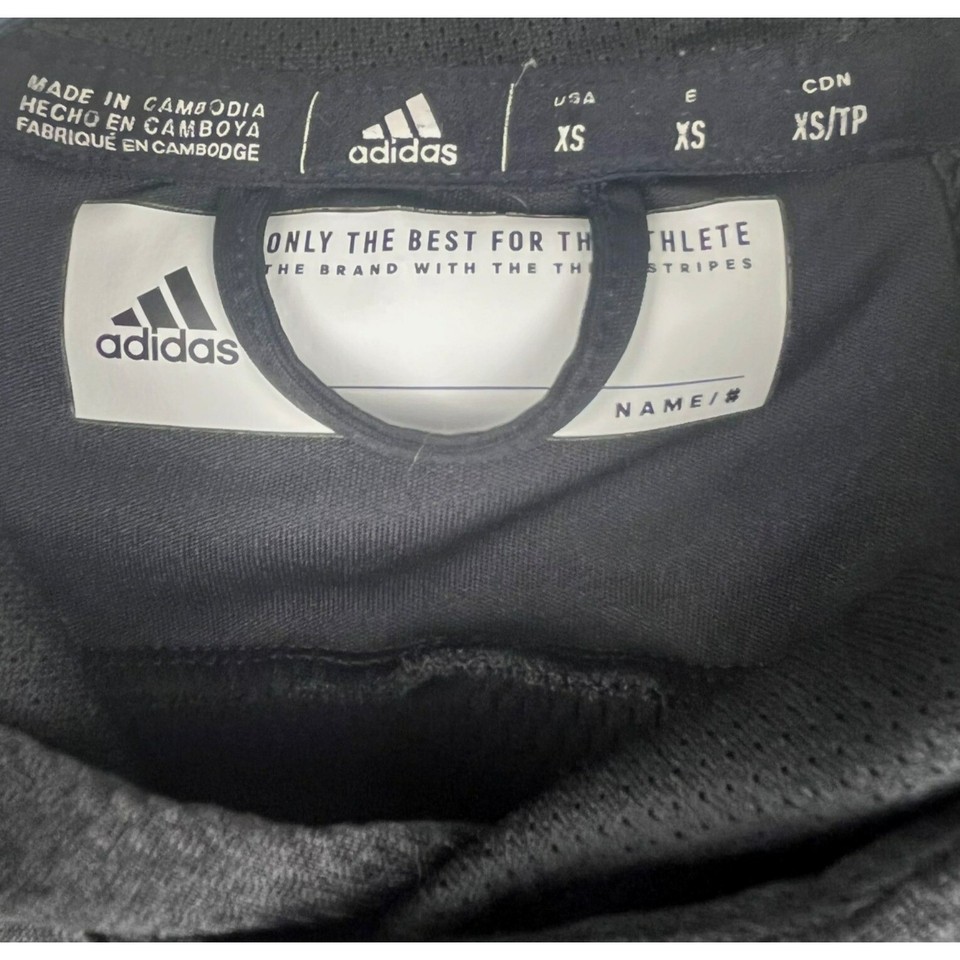 MADE IN CAMBODIA
HECHO EN CAMBOYA
FABRIQUÉ EN CAMBODGE
adidas
USA
XS
E
XS
CDN
XS/TP
ONLY THE BEST FOR TH THLETE
THE BRAND WITH THE TH STRIPES
adidas
NAME/#